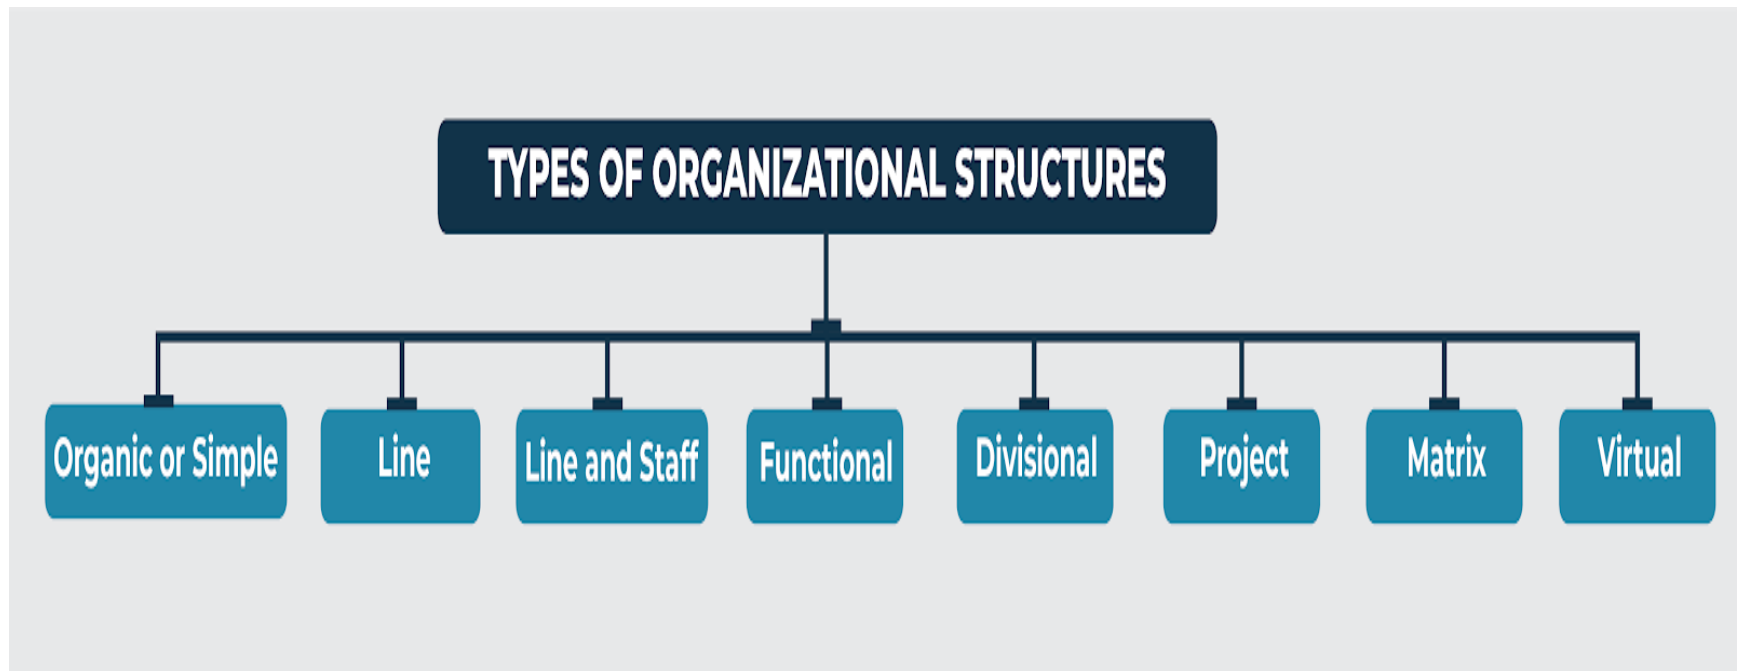 TYPES OF ORGANIZATIONAL STRUCTURES
Organic or Simple
Line
Line and Staff
Functional
Divisional
Project
Matrix
Virtual